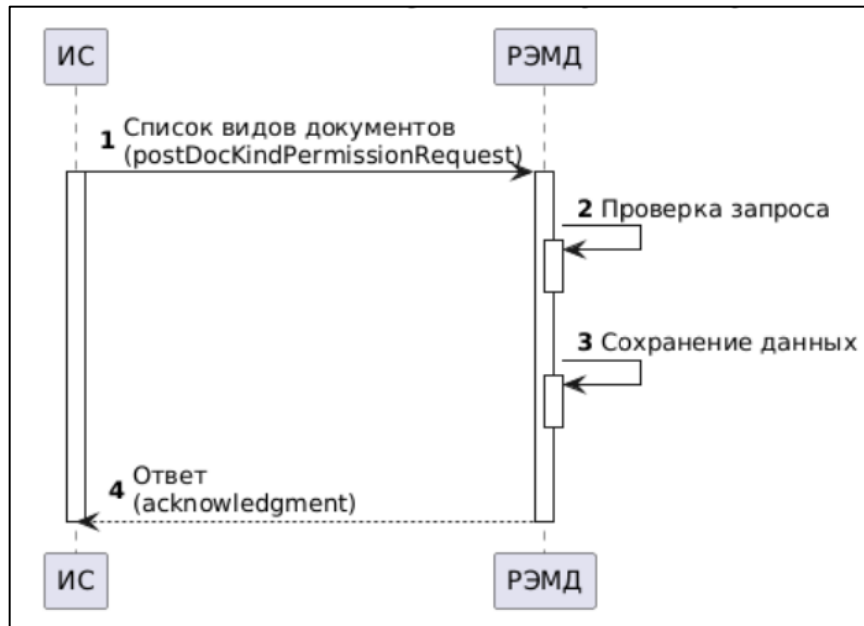 ИС
РЭМД
1 Список видов документов
(postDocKindPermissionRequest)
2 Проверка запроса
3 Сохранение данных
4 Ответ
(acknowledgment)
ИС
РЭМД